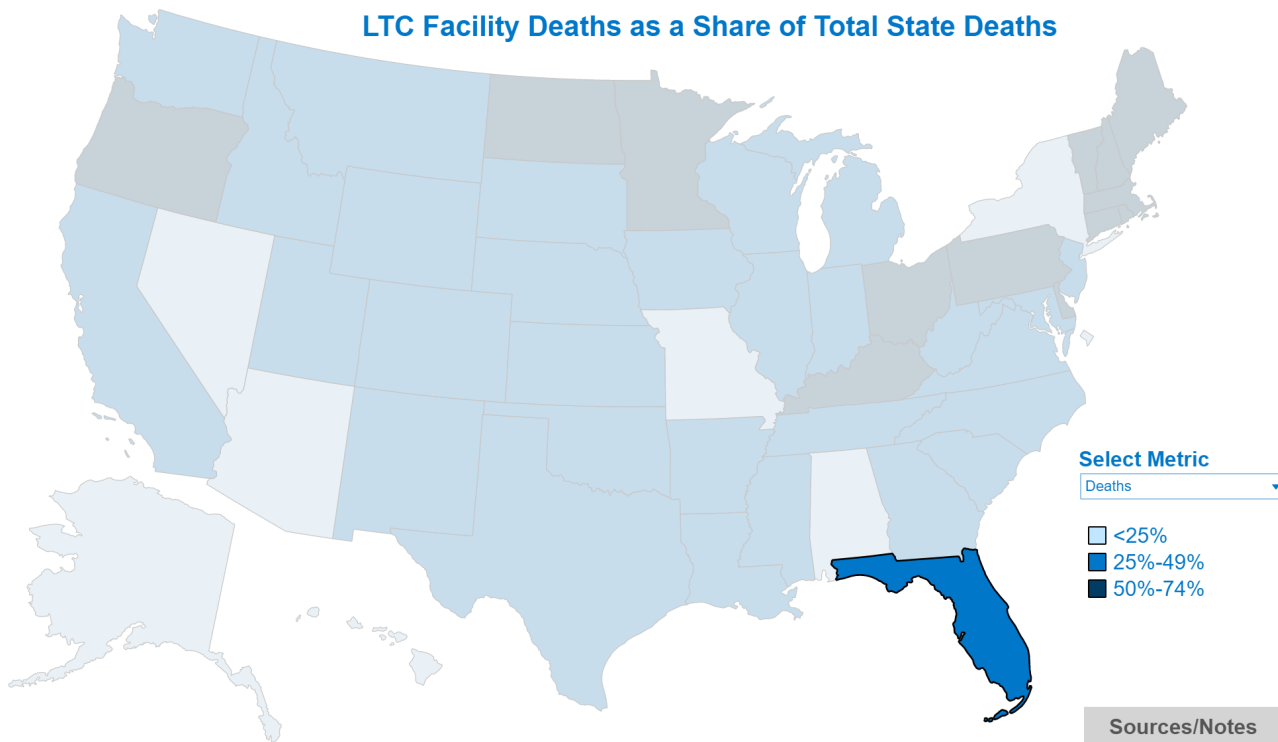 LTC Facility Deaths as a Share of Total State Deaths
Select Metric
Deaths
<25%
25%-49%
50%-74%
Sources/Notes